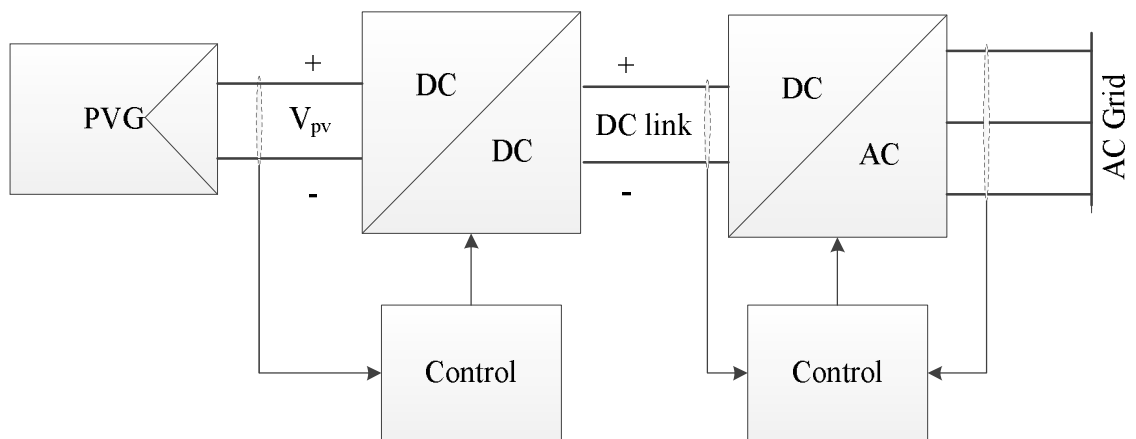 PVG
+
V_pv
-
DC
DC
+
DC link
-
DC
AC
AC Grid
Control
Control